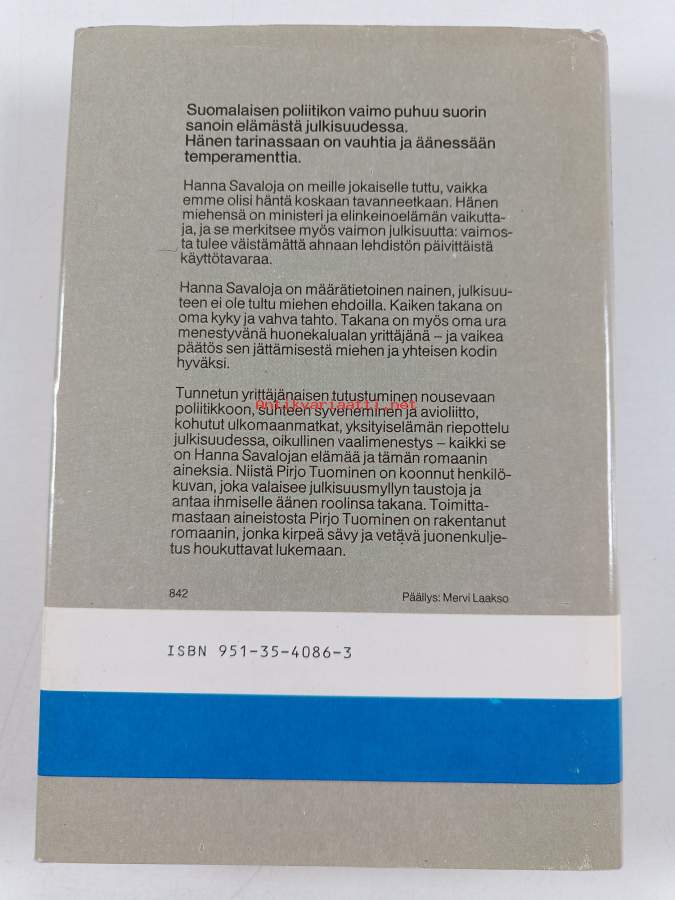 Suomalaisen poliitikon vaimo puhuu suorin
sanoin elämästä julkisuudessa.
Hänen tarinassaan on vauhtia ja äänessään
temperamenttia.
Hanna Savaloja on meille jokaiselle tuttu, vaikka
emme olisi häntä koskaan tavanneetkaan. Hänen
miehensä on ministeri ja elinkeinoelämän vaikutta-
ja, ja se merkitsee myös vaimon julkisuutta: vaimos-
ta tulee väistämättä ahnaan lehdistön päivittäistä
käyttötavaraa.
Hanna Savaloja on määrätietoinen nainen, julkisuu-
teen ei ole tultu miehen ehdoilla. Kaiken takana on
oma kyky ja vahva tahto. Takana on myös oma ura
menestyvänä huonekalualan yrittäjänä – ja vaikea
päätös sen jättämisestä miehen ja yhteisen kodin
hyväksi.
Tunnetun yrittäjänaisen tutustuminen nousevaan
Antikvariaatti.net
poliitikkoon, suhteen syveneminen ja avioliitto,
kohutut ulkomaanmatkat, yksityiselämän riepottelu
julkisuudessa, oikullinen vaalimenestys – kaikki se
on Hanna Savalojan elämää ja tämän romaanin
aineksia. Niistä Pirjo Tuominen on koonnut henkilö-
kuvan, joka valaisee julkisuusmyllyn taustoja ja
antaa ihmiselle äänen roolinsa takana. Toimitta-
mastaan aineistosta Pirjo Tuominen on rakentanut
romaanin, jonka kirpeä sävy ja vetävä juonenkulje-
tus houkuttavat lukemaan.
842
Päällys: Mervi Laakso
ISBN 951-35-4086-3